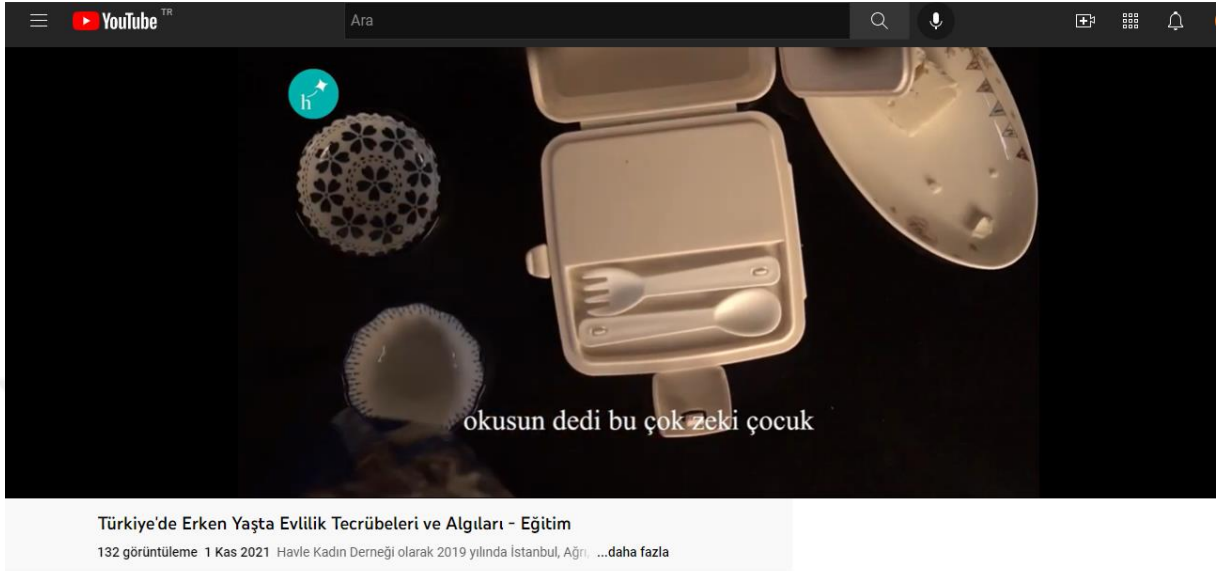 YouTube TR
Ara
h
okusun dedi bu çok zeki çocuk
Türkiye'de Erken Yaşta Evlilik Tecrübeleri ve Algıları - Eğitim
132 görüntüleme 1 Kas 2021 Havle Kadın Derneği olarak 2019 yılında İstanbul, Ağrı, ...daha fazla